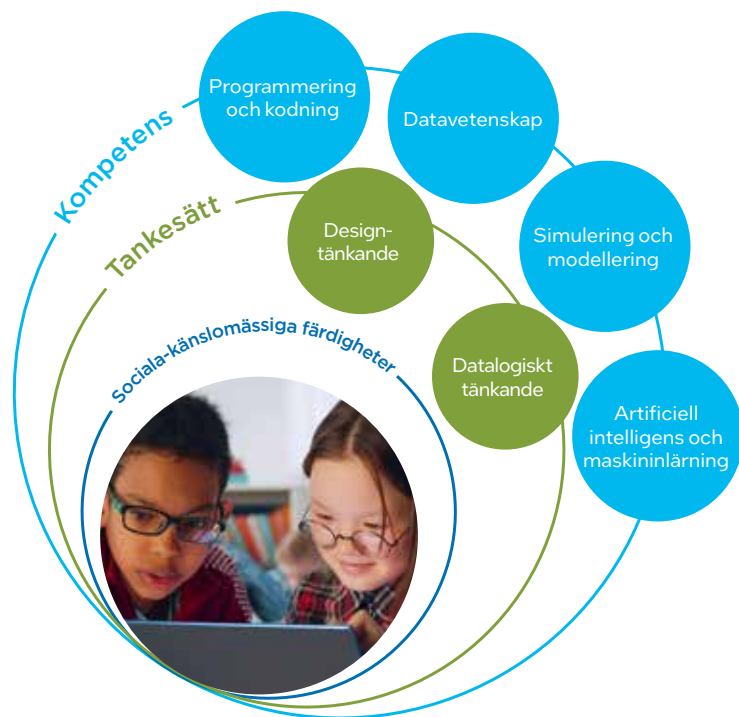 Kompetens
Programmering
och kodning
Datavetenskap
Simulering och
modellering
Artificiell
intelligens och
maskininlärning
Tankesätt
Design-
tänkande
Datalogiskt
tänkande
Sociala-känslomässiga färdigheter